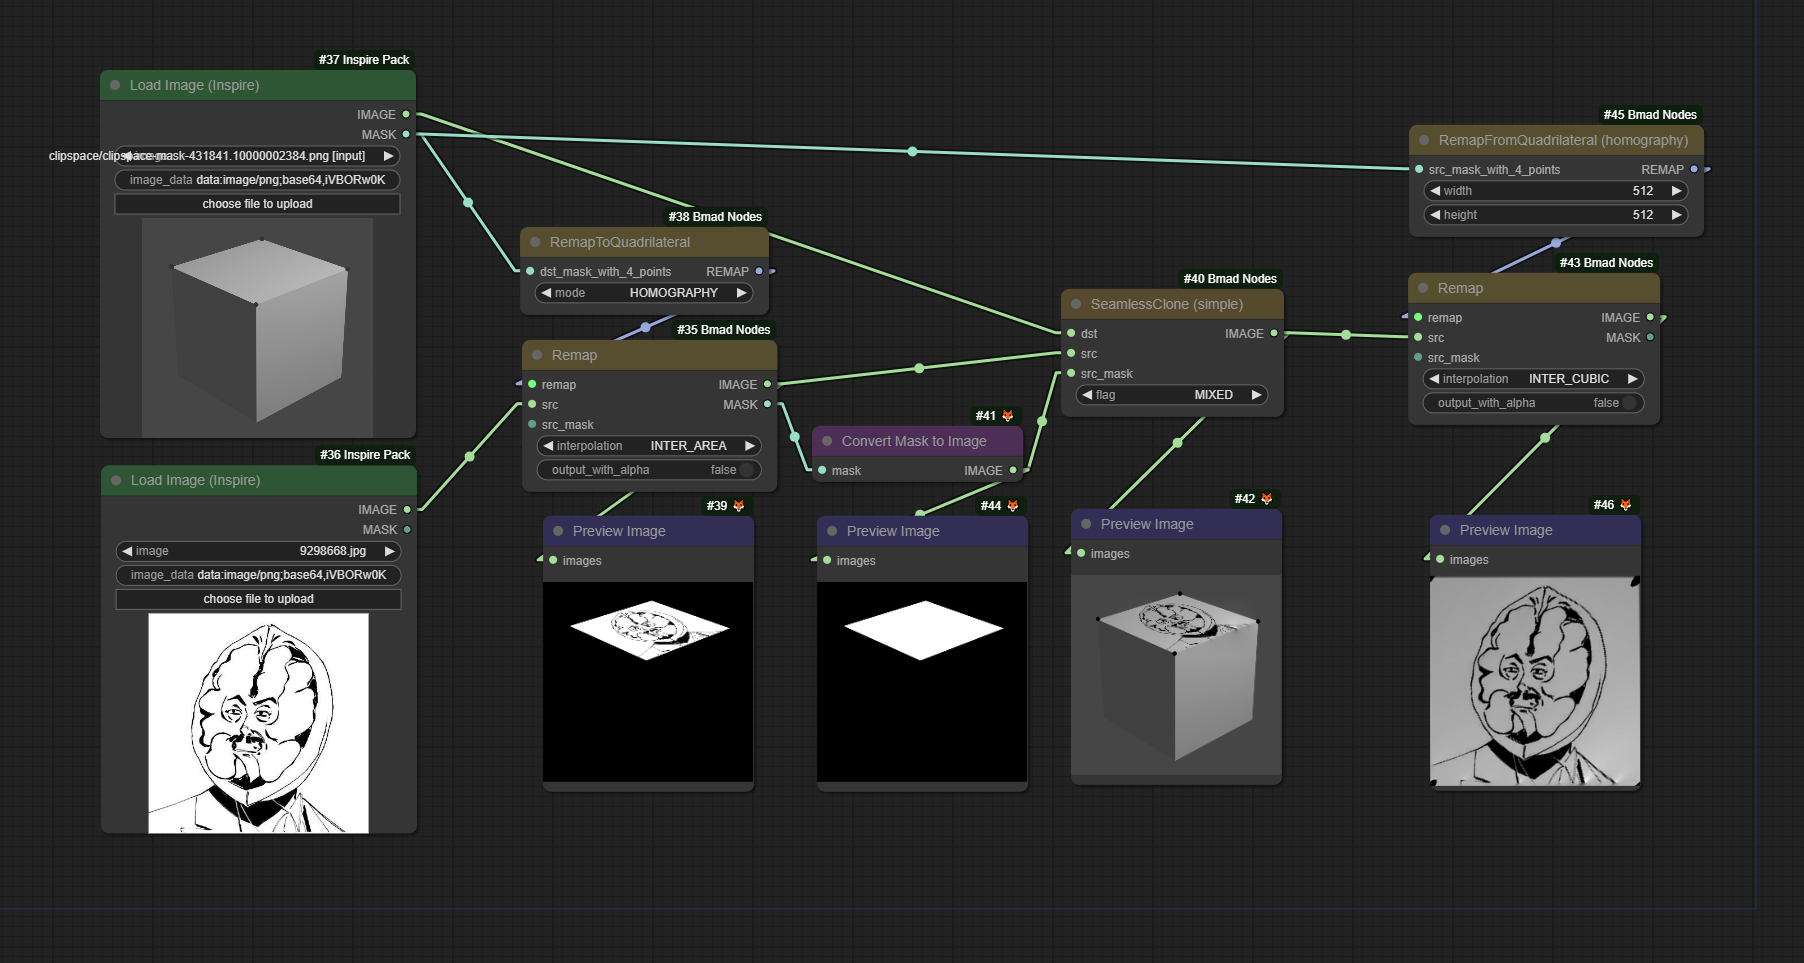 #37 Inspire Pack
Load Image (Inspire)
IMAGE
MASK
clipspace/clipspace-mask-431841.10000002384.png [input]
image_data data:image/png;base64,iVBORw0K
choose file to upload
#36 Inspire Pack
Load Image (Inspire)
IMAGE
MASK
image 9298668.jpg
image_data data:image/png;base64,iVBORw0K
choose file to upload
#38 Bmad Nodes
RemapToQuadrilateral
dst_mask_with_4_points REMAP
mode HOMOGRAPHY
#35 Bmad Nodes
Remap
remap IMAGE
src MASK
src_mask
interpolation INTER_AREA
output_with_alpha false
#39
Preview Image
images
#41
Convert Mask to Image
mask IMAGE
#44
Preview Image
images
#40 Bmad Nodes
SeamlessClone (simple)
dst IMAGE
src
src_mask
flag MIXED
#42
Preview Image
images
#45 Bmad Nodes
RemapFromQuadrilateral (homography)
src_mask_with_4_points REMAP
width 512
height 512
#43 Bmad Nodes
Remap
remap IMAGE
src MASK
src_mask
interpolation INTER_CUBIC
output_with_alpha false
#46
Preview Image
images